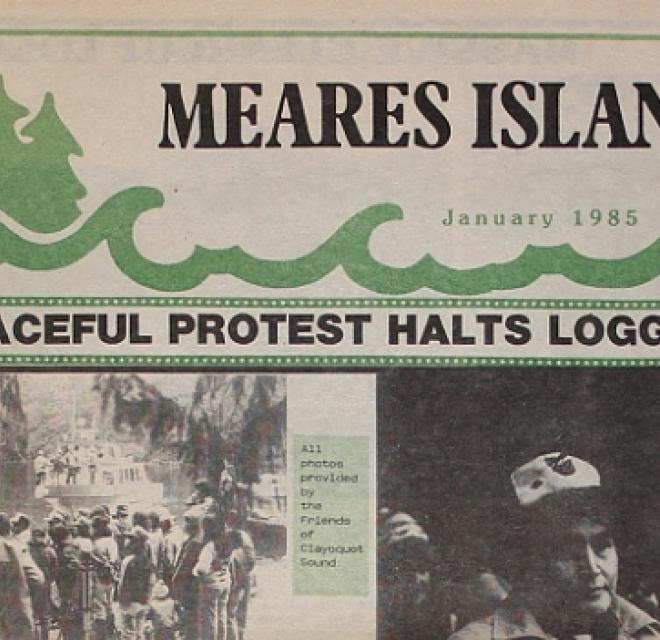 MEARES ISLAN
January 1985
ACEFUL PROTEST HALTS LOGG
All
photos
provided
by
the
Friends
of
Clayoquot
Sound